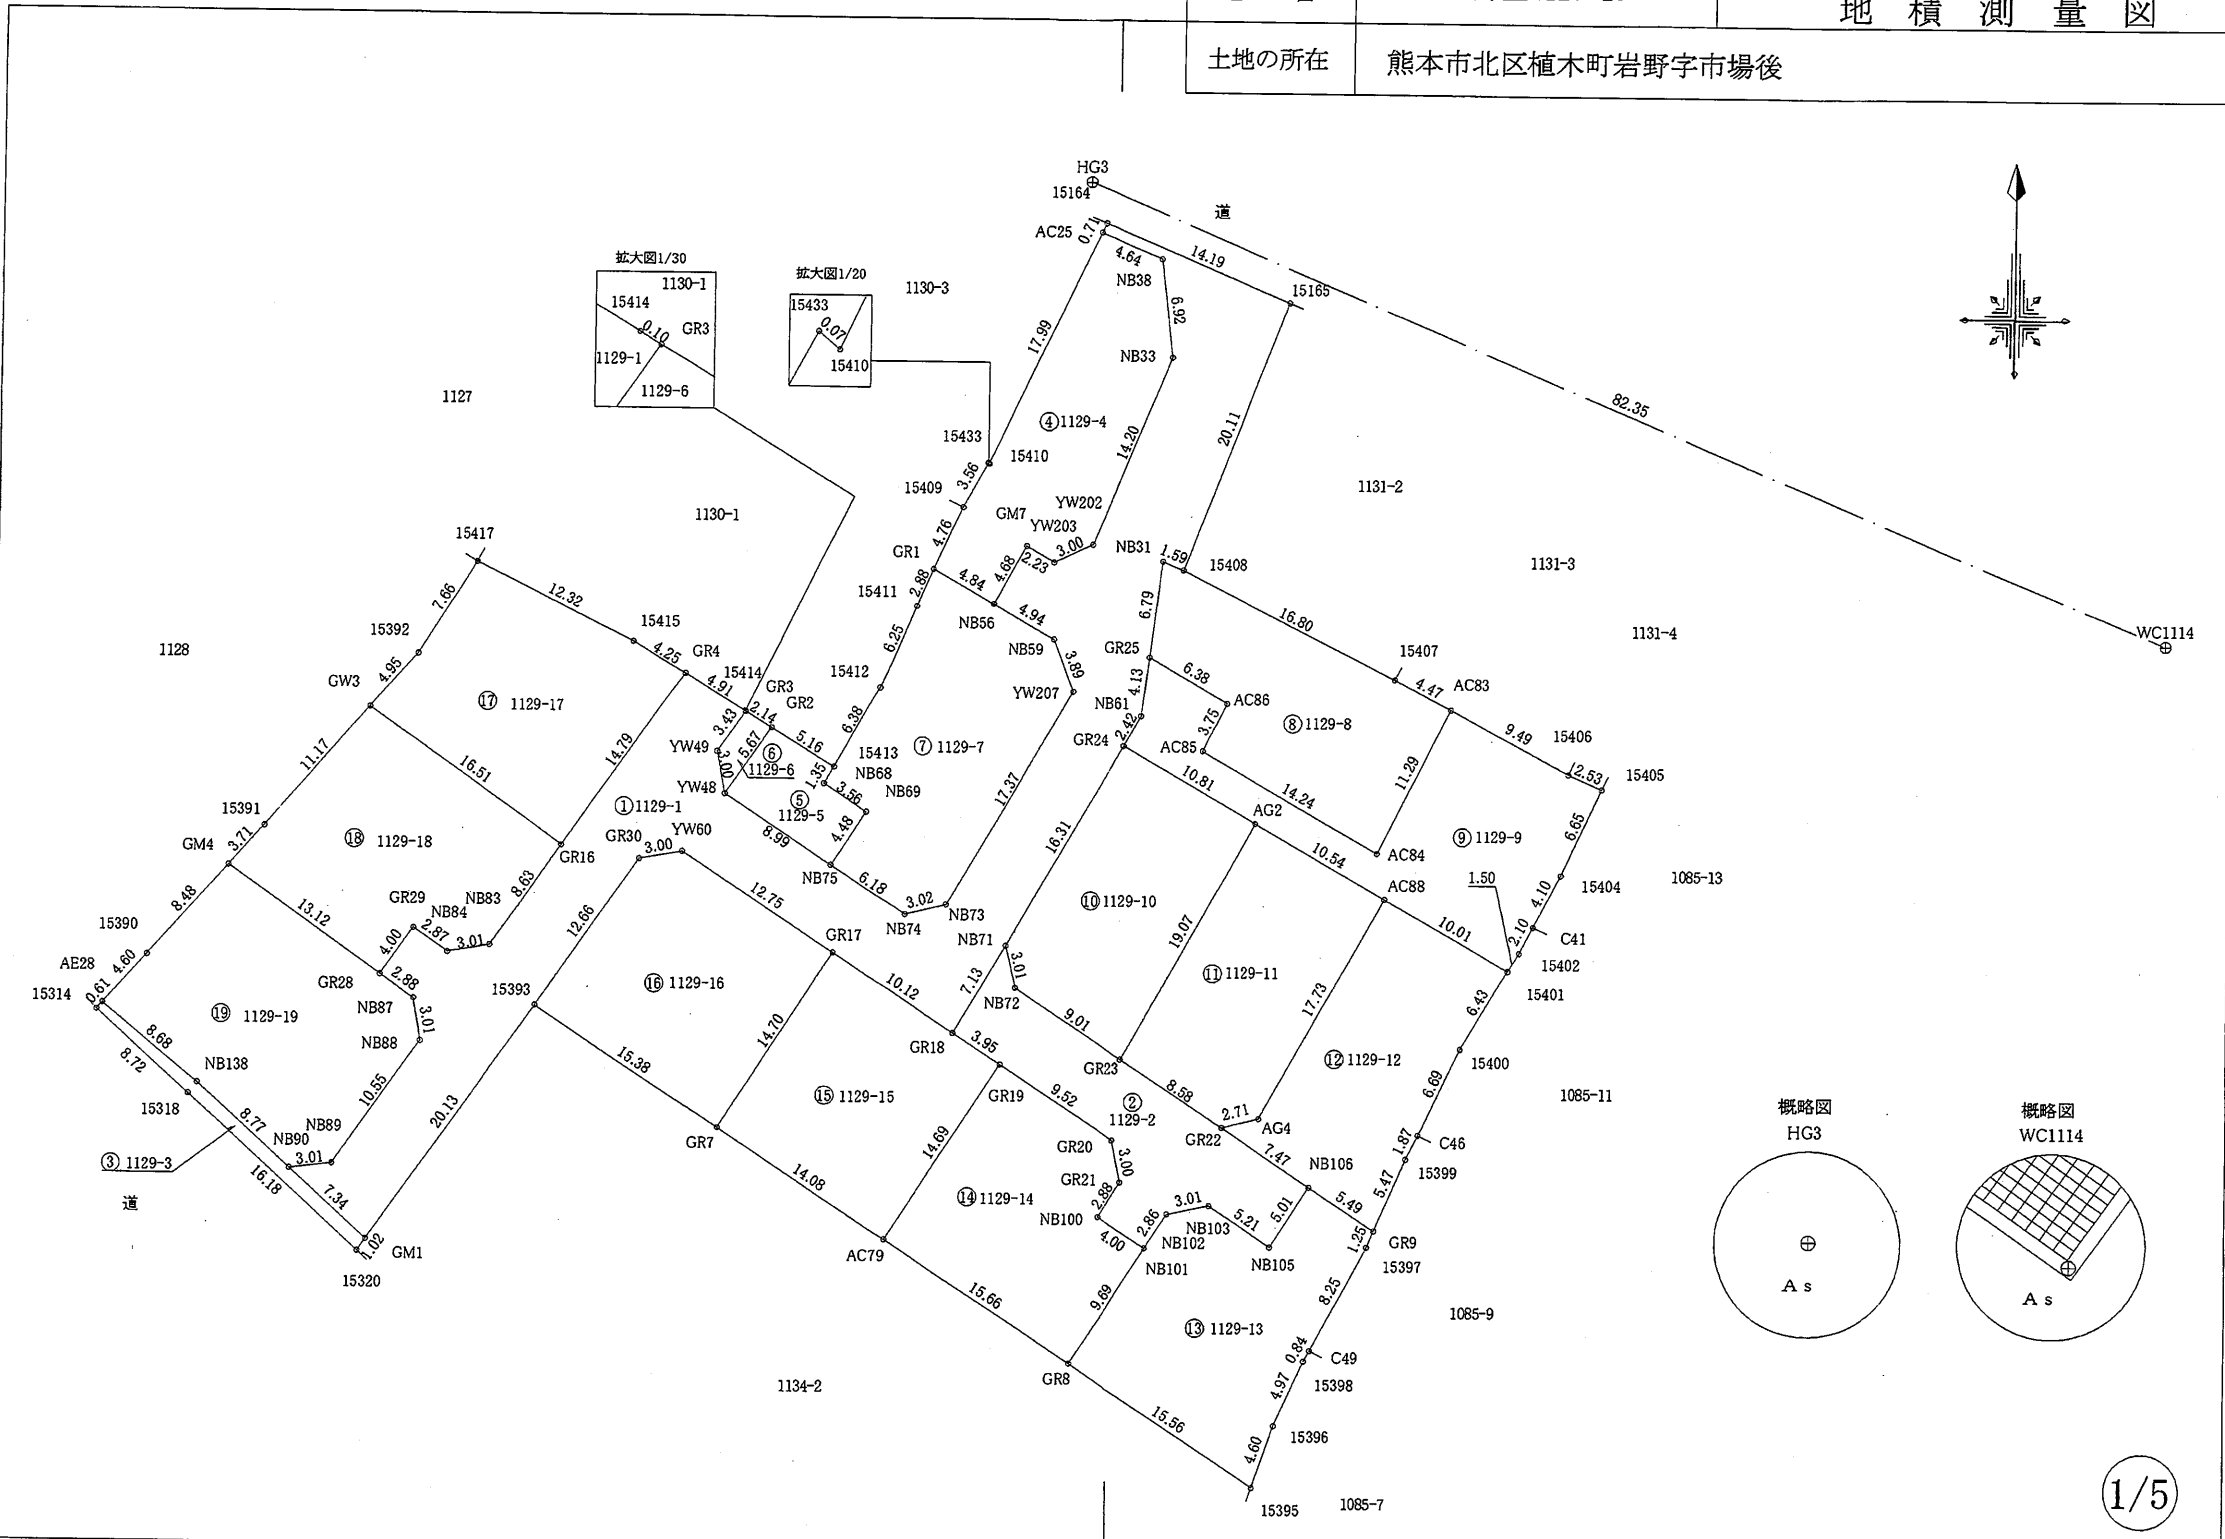 地積測量図
土地の所在 熊本市北区植木町岩野字市場後
HG3
15164
道
AC25
0.71
4.64
14.19
NB38
15165
拡大図1/30
1130-1
15414
0.10
GR3
1129-1
1129-6
拡大図1/20
15433
0.07
15410
1130-3
17.99
6.92
NB33
82.35
1127
④1129-4
20.11
14.20
15433
15410
3.56
15409
1131-2
YW202
GM7
YW203
1130-1
15417
4.76
GR1
3.00
2.23
4.68
NB31
1.59
15408
1131-3
7.66
12.32
2.88
4.84
15411
6.79
16.80
1131-4
WC1114
15392
15415
NB56
4.94
NB59
1128
4.25
GR4
6.25
3.89
GR25
15407
4.95
GW3
15414
4.91
GR3
GR2
15412
YW207
6.38
4.13
4.47
AC83
⑰1129-17
2.14
NB61
AC86
3.43
5.67
5.16
6.38
2.42
3.75
⑧1129-8
9.49
15406
YW49
⑥
1129-6
15413
⑦1129-7
GR24
AC85
11.17
16.51
14.79
3.00
1.35
NB68
10.81
11.29
2.53
15405
YW48
3.56
NB69
17.37
14.24
15391
①1129-1
⑤
1129-5
AG2
3.71
GM4
⑱1129-18
YW60
GR30
3.00
8.99
4.48
16.31
6.65
GR16
10.54
AC84
⑨1129-9
NB75
8.48
GR29
NB84
NB83
8.63
12.75
6.18
AC88
1.50
15404
1085-13
13.12
2.87
3.02
NB73
⑩1129-10
4.10
15390
4.00
3.01
12.66
GR17
NB74
NB71
19.07
10.01
2.10
C41
AE28
4.60
3.01
15402
15314
0.61
GR28
2.88
NB87
15393
⑯1129-16
10.12
7.13
NB72
⑪1129-11
15401
⑲1129-19
3.01
6.43
17.73
8.68
NB88
14.70
9.01
8.72
NB138
15.38
GR18
3.95
⑫1129-12
15400
GR23
15318
10.55
⑮1129-15
GR19
9.52
②
1129-2
8.58
6.69
1085-11
8.77
NB89
20.13
GR7
2.71
AG4
NB90
14.69
GR20
GR22
C46
3.01
③1129-3
3.00
7.47
NB106
1.87
15399
道
16.18
7.34
14.08
GR21
2.88
3.01
5.01
5.47
⑭1129-14
NB100
2.86
NB103
5.21
5.49
4.00
NB102
1.25
GR9
1.02
GM1
AC79
NB101
NB105
15397
15320
15.66
9.69
8.25
1085-9
⑬1129-13
0.84
C49
GR8
15398
1134-2
4.97
15.56
15396
4.60
15395
1085-7
概略図
HG3
As
概略図
WC1114
As
1/5